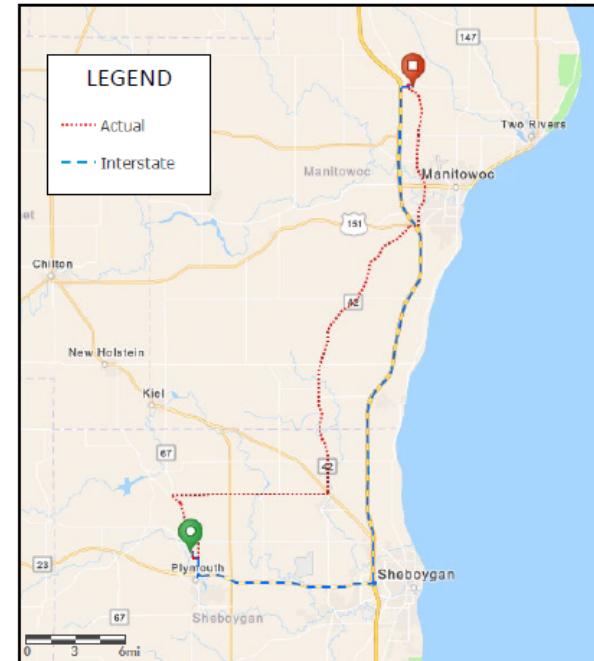 147
LEGEND
Actual
Interstate
Two Rivers
Manitowoc
Manitowoc
151
Chilton
42
New Holstein
Kiel
67
42
23
Plymouth
Sheboygan
Sheboygan
67
0 3 6mi